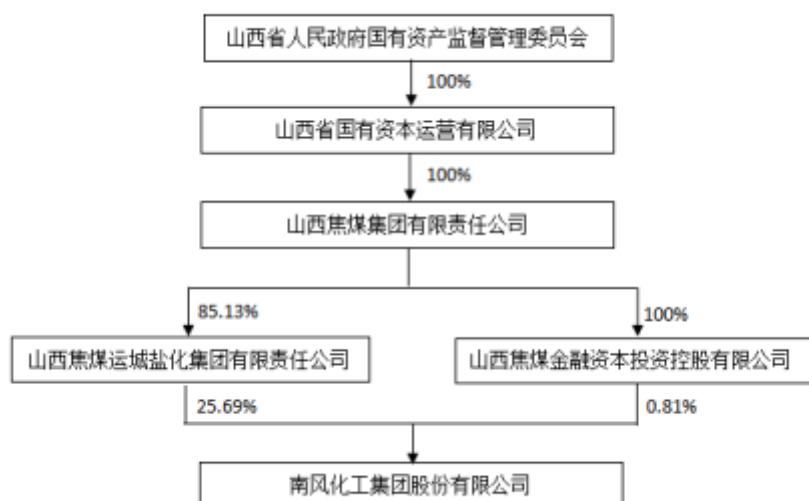 山西省人民政府国有资产监督管理委员会
100%
山西省国有资本运营有限公司
100%
山西焦煤集团有限责任公司
85.13%
100%
山西焦煤运城盐化集团有限责任公司
山西焦煤金融资本投资控股有限公司
25.69%
0.81%
南风化工集团股份有限公司